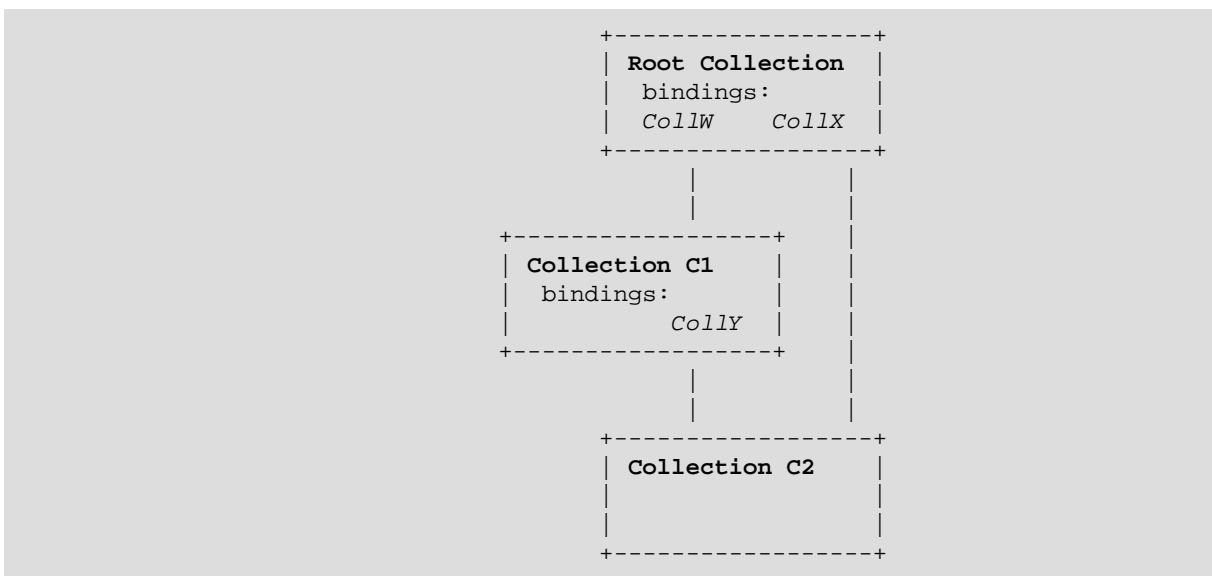 +------------------+
| Root Collection  |
|  bindings:       |
|  CollW    CollX  |
+------------------+
      |          |
      |          |
+------------------+     |
| Collection C1    |     |
|  bindings:       |     |
|           CollY  |     |
+------------------+     |
      |          |
      |          |
+------------------+
| Collection C2    |
|                  |
|                  |
+------------------+